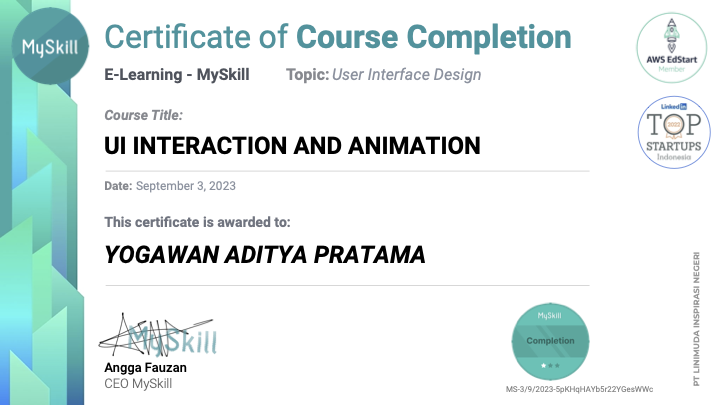 MySkill
Certificate of Course Completion
E-Learning - MySkill Topic: User Interface Design
Course Title:
UI INTERACTION AND ANIMATION
Date: September 3, 2023
This certificate is awarded to:
YOGAWAN ADITYA PRATAMA
MySkill
Angga Fauzan
CEO MySkill
AWS EdStart
Member
LinkedIn
TOP
2022
STARTUPS
Indonesia
PT LINIMUDA INSPIRASI NEGERI
MySkill
Completion
MS-3/9/2023-5pKHqHAYb5r22YGesWWc